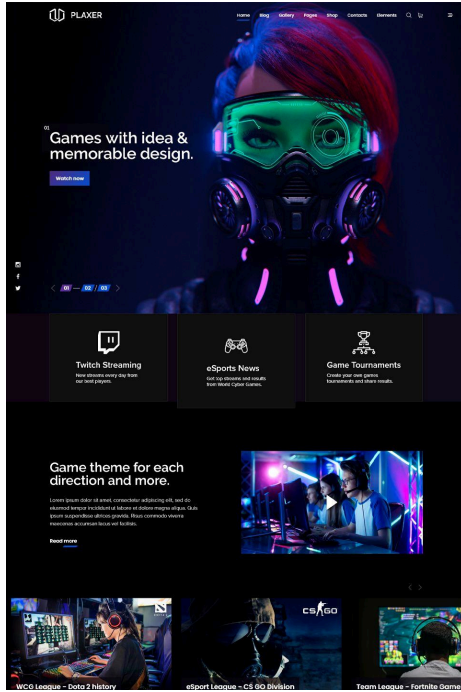 PLAXER
Home Blog Gallery Pages Shop Contacts Elements
01
Games with idea &
memorable design.
Watch now
01 — 02 / 03
Twitch Streaming
New streams every day from
our best players.
eSports News
Get top streams and results
from World Cyber Games.
Game Tournaments
Create your own games
tournaments and share results.
Game theme for each
direction and more.
Lorem ipsum dolor sit amet, consectetur adipiscing elit, sed do
eiusmod tempor incididunt ut labore et dolore magna aliqua. Quis
ipsum suspendisse ultrices gravida. Risus commodo viverra
maecenas accumsan lacus vel facilisis.
Read more
CS GO
WCG League - Dota 2 history
eSport League - CS GO Division
Team League - Fortnite Game